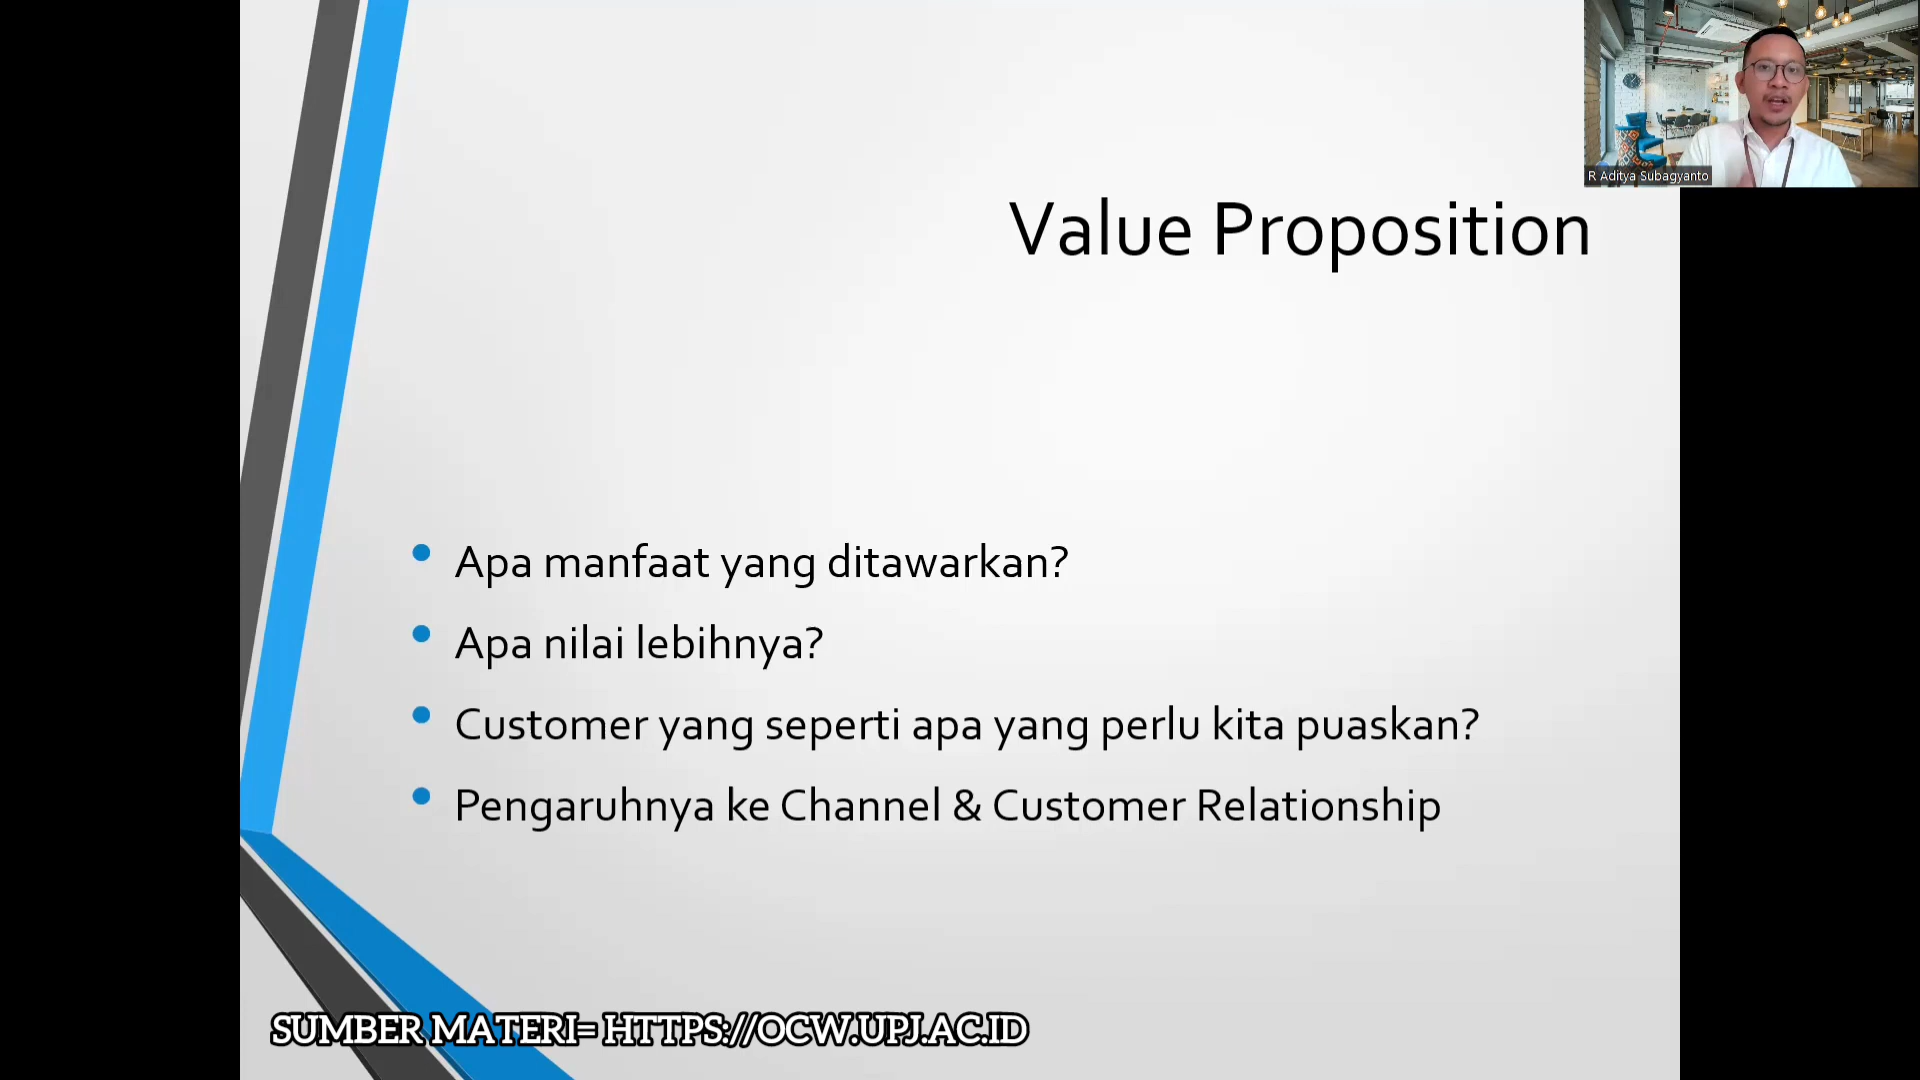 R Aditya Subagyanto
Value Proposition
Apa manfaat yang ditawarkan?
Apa nilai lebihnya?
Customer yang seperti apa yang perlu kita puaskan?
Pengaruhnya ke Channel & Customer Relationship
SUMBER MATERI= HTTPS://OCW.UPJ.AC.ID